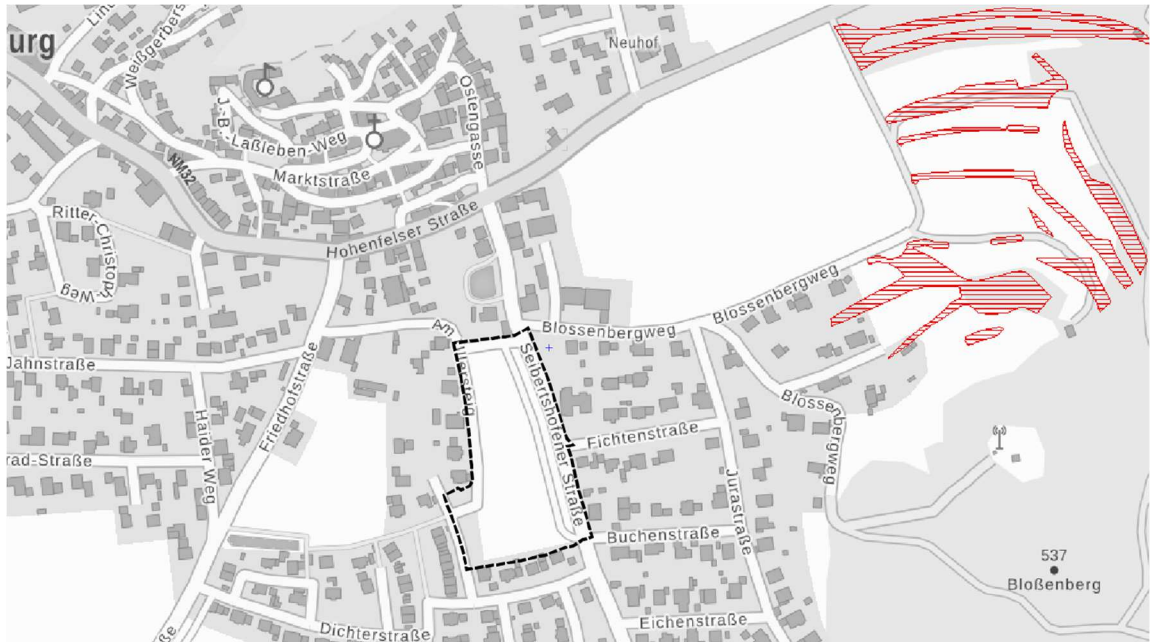 urg
Weißgerbers
Neuhof
Ostengasse
J.-B.-Laßleben-Weg
NM32
Marktstraße
Ritter-Christoph-Weg
Hohenfelser Straße
Blossenbergweg
Blossenbergweg
Am
Seibertshofener Straße
Jahnstraße
Friedhofstraße
Haider Weg
Blossenbergweg
Fichtenstraße
rad-Straße
Jurastraße
Buchenstraße
537
Bloßenberg
Eichenstraße
Dichterstraße
aße